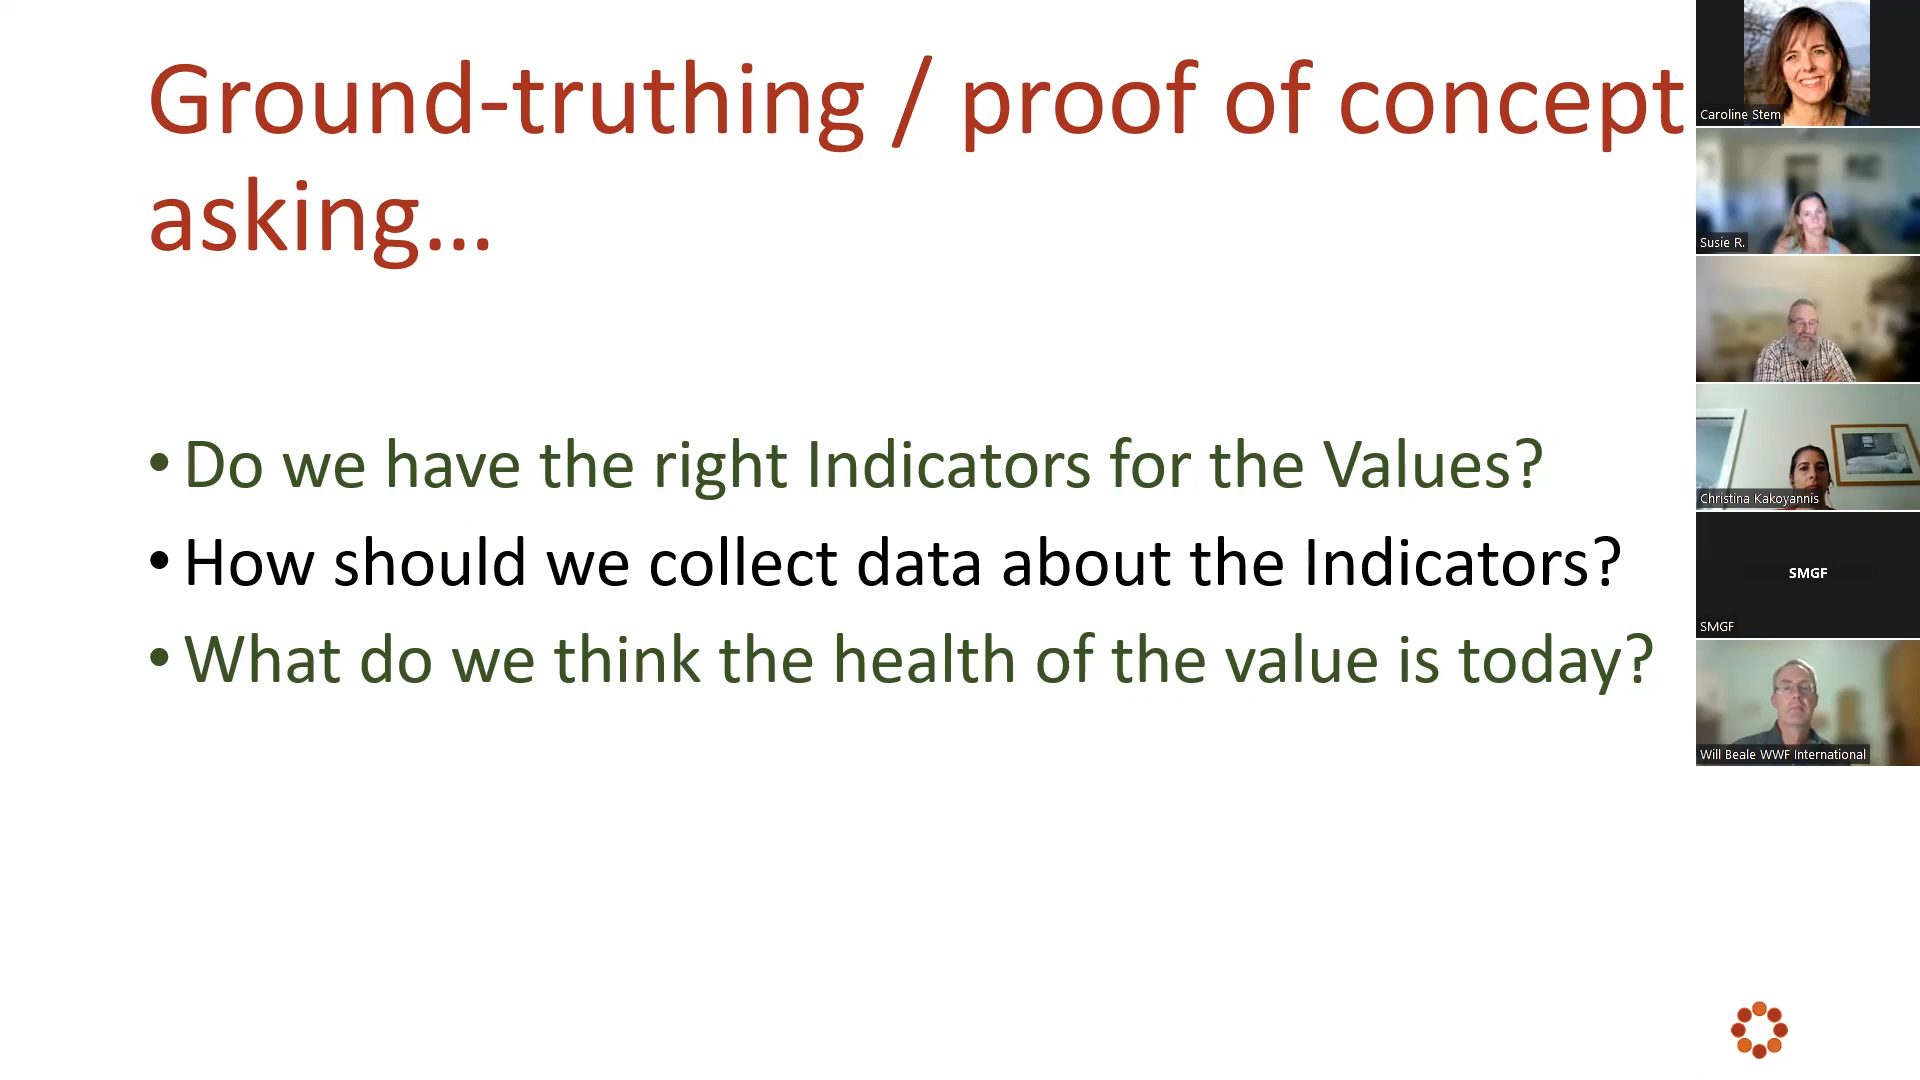 Ground-truthing / proof of concept
asking...
• Do we have the right Indicators for the Values?
• How should we collect data about the Indicators?
• What do we think the health of the value is today?
Caroline Stem
Susie R.
Christina Kakoyannis
SMGF
SMGF
Will Beale WWF International